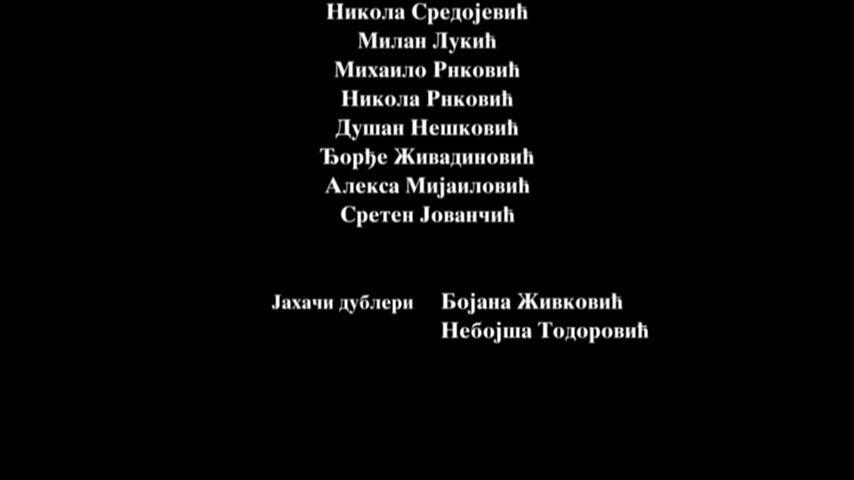 Никола Средојевић
Милан Лукић
Михаило Рнковић
Никола Рнковић
Душан Нешковић
Ђорђе Живадиновић
Алекса Мијаиловић
Сретен Јованчић
Јахачи дублери Бојана Живковић
Небојша Тодоровић